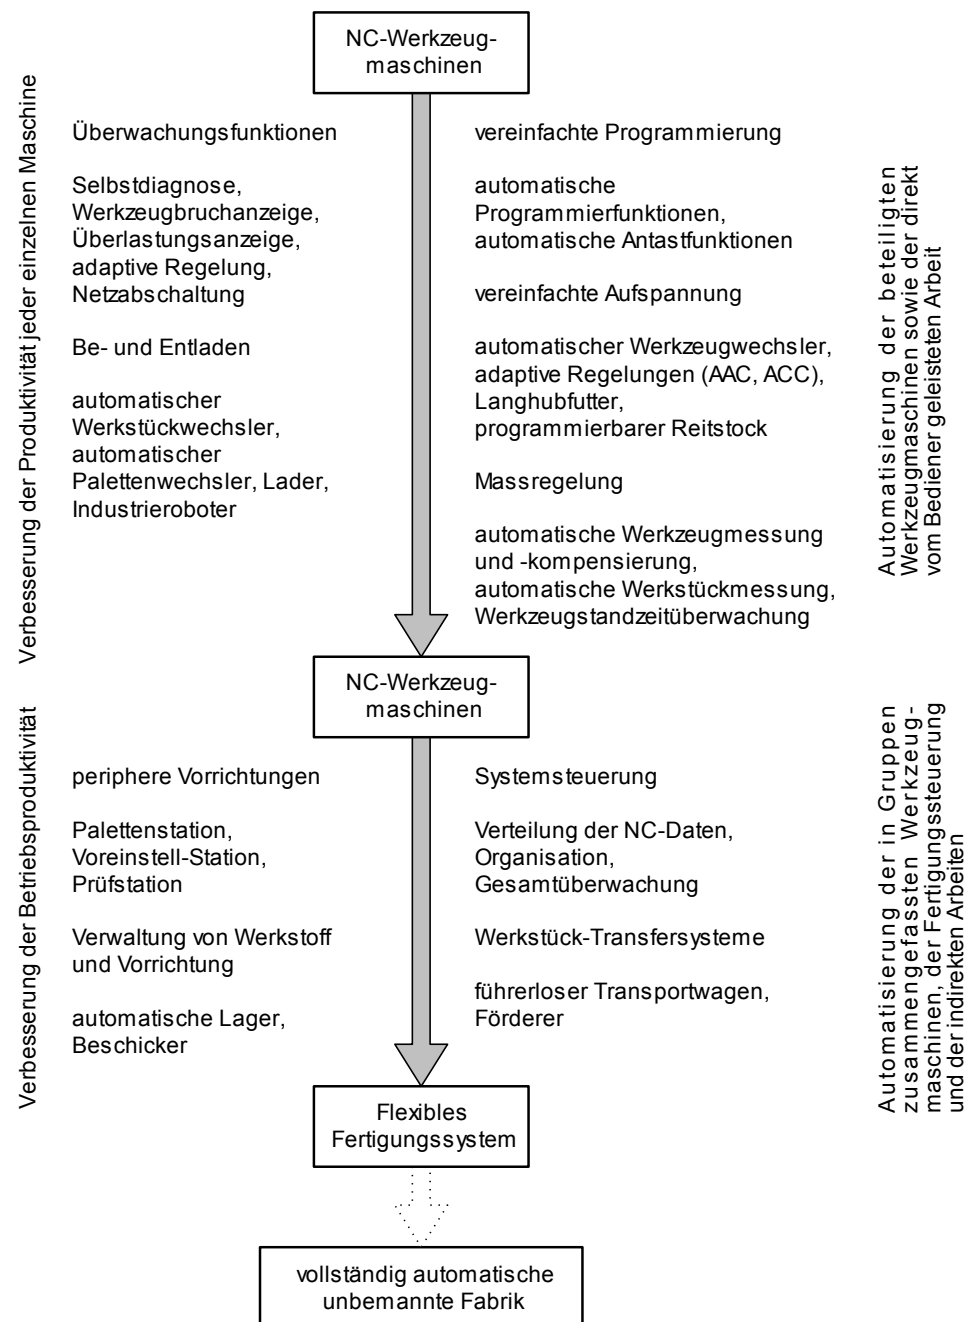 NC-Werkzeug-
maschinen
Verbesserung der Produktivität jeder einzelnen Maschine
Überwachungsfunktionen
Selbstdiagnose,
Werkzeugbruchanzeige,
Überlastungsanzeige,
adaptive Regelung,
Netzabschaltung
Be- und Entladen
automatischer
Werkstückwechsler,
automatischer
Palettenwechsler, Lader,
Industrieroboter
vereinfachte Programmierung
automatische
Programmierfunktionen,
automatische Antastfunktionen
vereinfachte Aufspannung
automatischer Werkzeugwechsler,
adaptive Regelungen (AAC, ACC),
Langhubfutter,
programmierbarer Reitstock
Massregelung
automatische Werkzeugmessung
und -kompensierung,
automatische Werkstückmessung,
Werkzeugstandzeitüberwachung
Automatisierung der beteiligten
Werkzeugmaschinen sowie der direkt
vom Bediener geleisteten Arbeit
NC-Werkzeug-
maschinen
Verbesserung der Betriebsproduktivität
periphere Vorrichtungen
Palettenstation,
Voreinstell-Station,
Prüfstation
Verwaltung von Werkstoff
und Vorrichtung
automatische Lager,
Beschicker
Systemsteuerung
Verteilung der NC-Daten,
Organisation,
Gesamtüberwachung
Werkstück-Transfersysteme
führerloser Transportwagen,
Förderer
Automatisierung der in Gruppen
zusammengefassten Werkzeug-
maschinen, der Fertigungssteuerung
und der indirekten Arbeiten
Flexibles
Fertigungssystem
vollständig automatische
unbemannte Fabrik